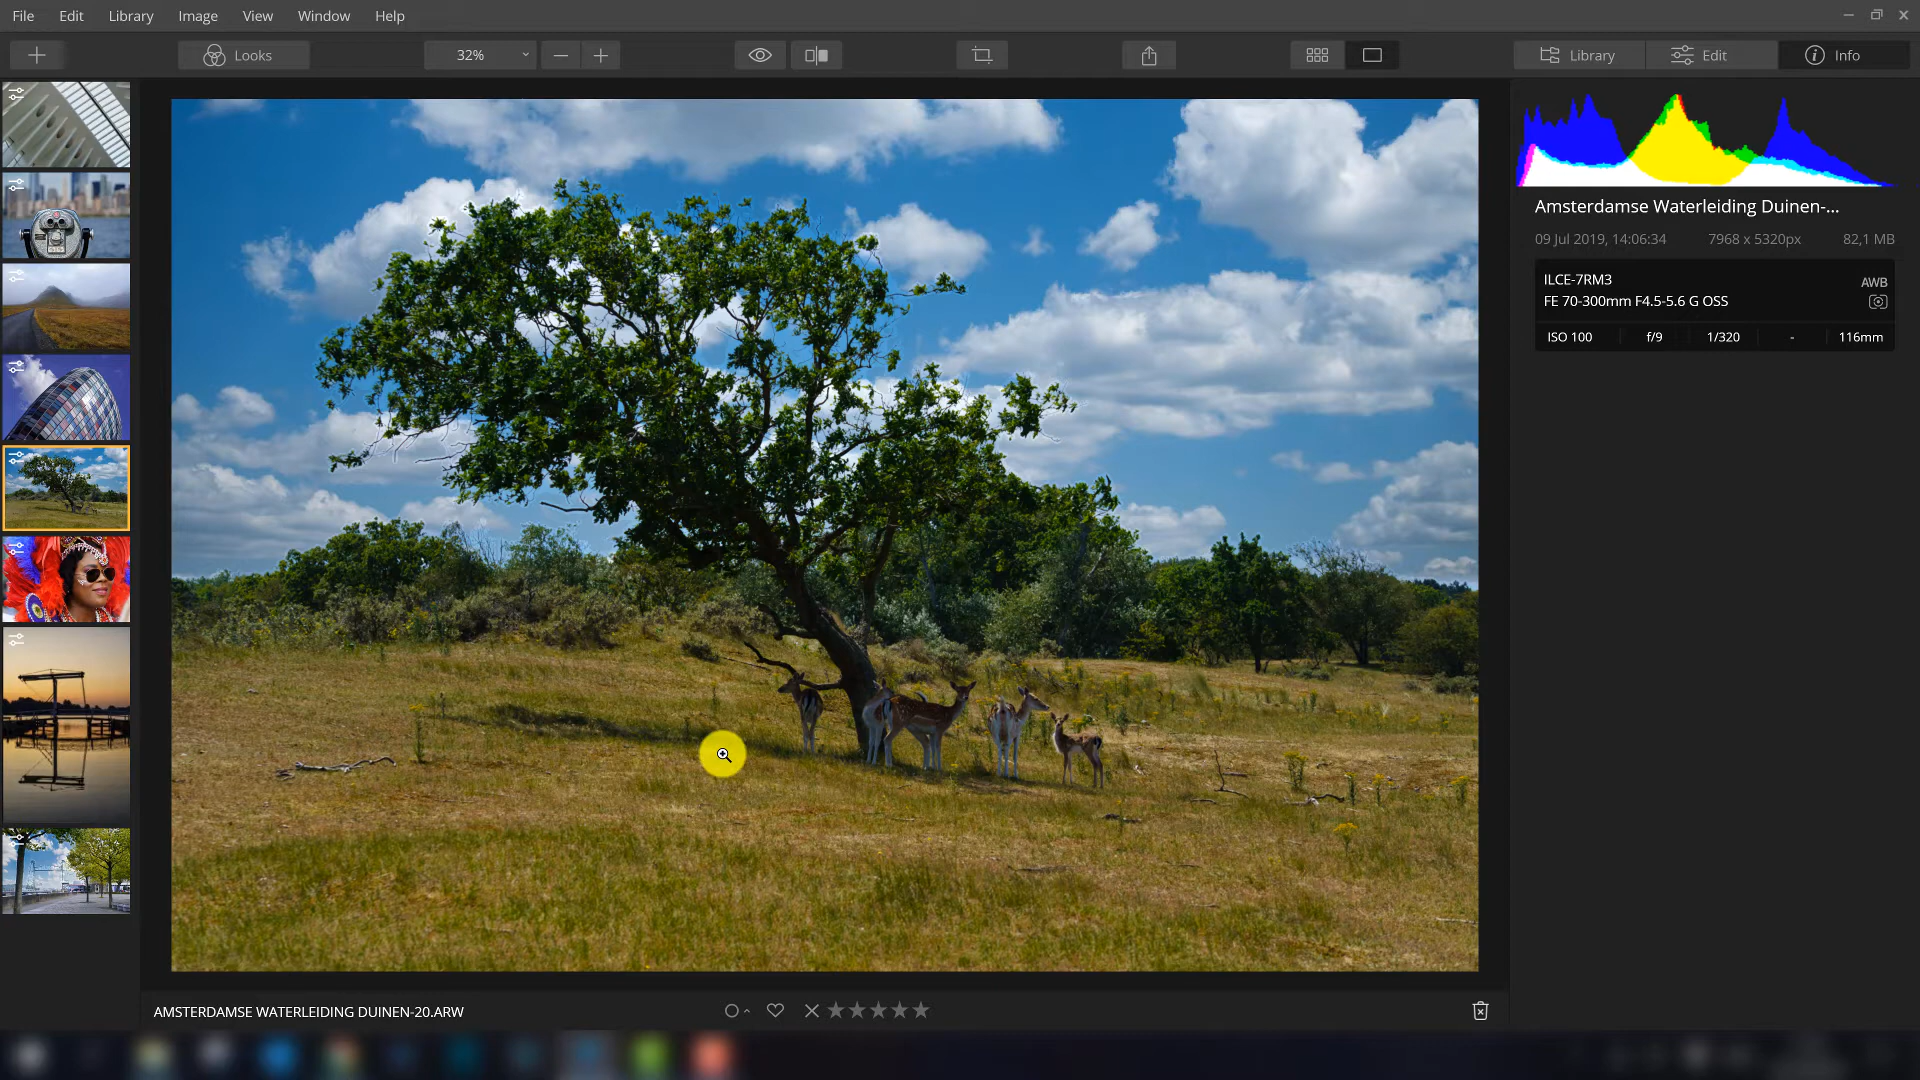 File Edit Library Image View Window Help
Looks 32% Library Edit Info
Amsterdamse Waterleiding Duinen-...
09 Jul 2019, 14:06:34 7968 x 5320px 82,1 MB
ILCE-7RM3 AWB
FE 70-300mm F4.5-5.6 G OSS
ISO 100 f/9 1/320 - 116mm
AMSTERDAMSE WATERLEIDING DUINEN-20.ARW